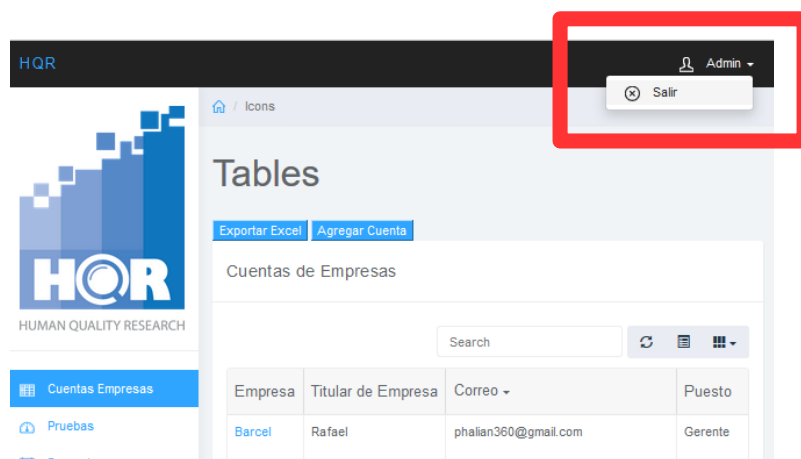 HQR
Admin
Salir
/ Icons
Tables
Exportar Excel Agregar Cuenta
Cuentas de Empresas
HQR
HUMAN QUALITY RESEARCH
Search
Cuentas Empresas
Pruebas
Empresa Titular de Empresa Correo Puesto
Barcel Rafael phalian360@gmail.com Gerente